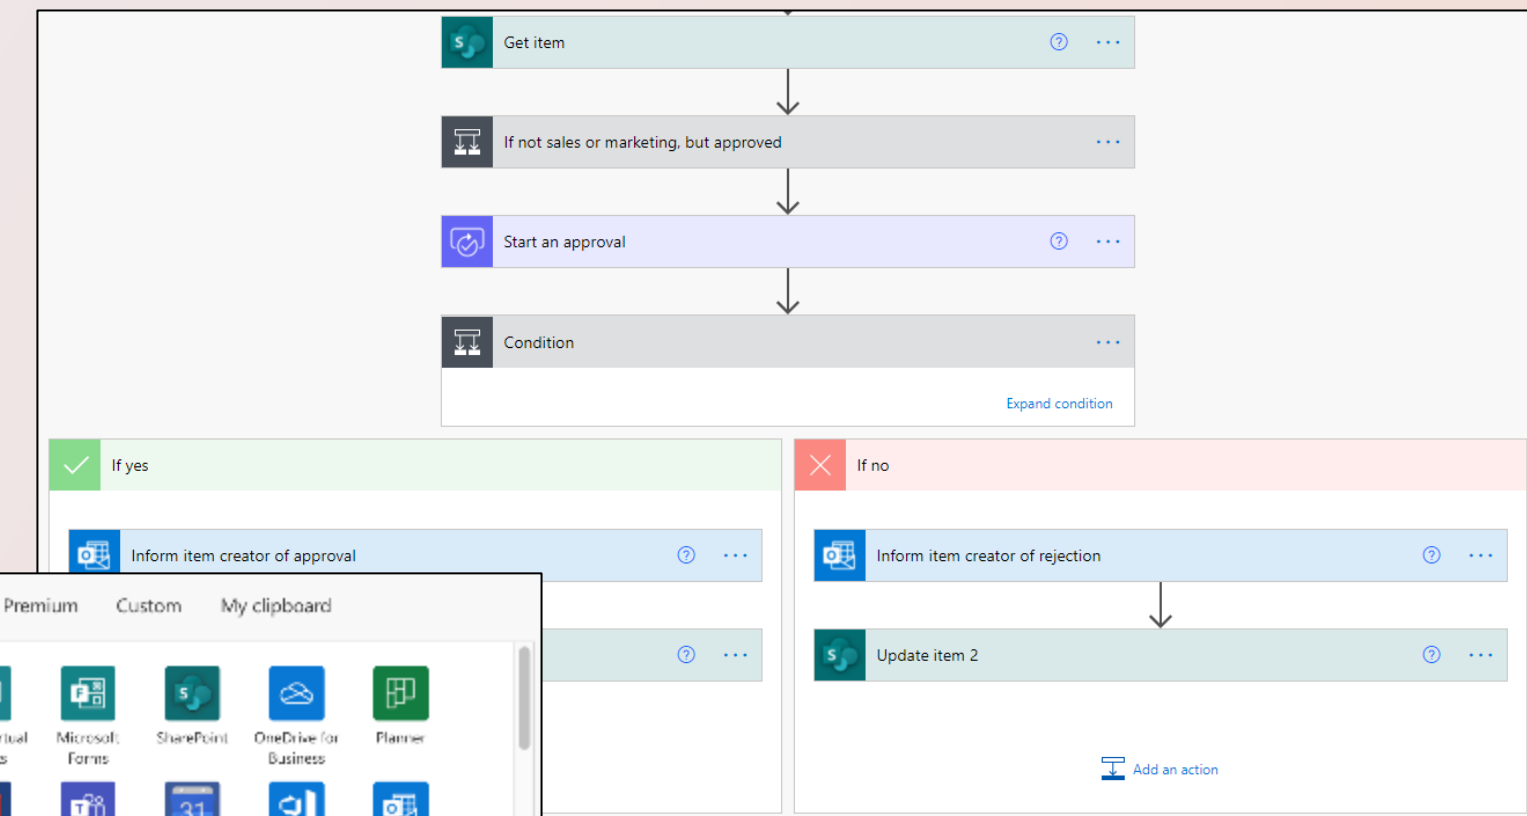 Get item
If not sales or marketing, but approved
Start an approval
Condition
Expand condition
If yes
If no
Inform item creator of approval
Inform item creator of rejection
Update item 2
Add an action
Premium Custom My clipboard
Microsoft Forms
SharePoint
OneDrive for Business
Planner
31